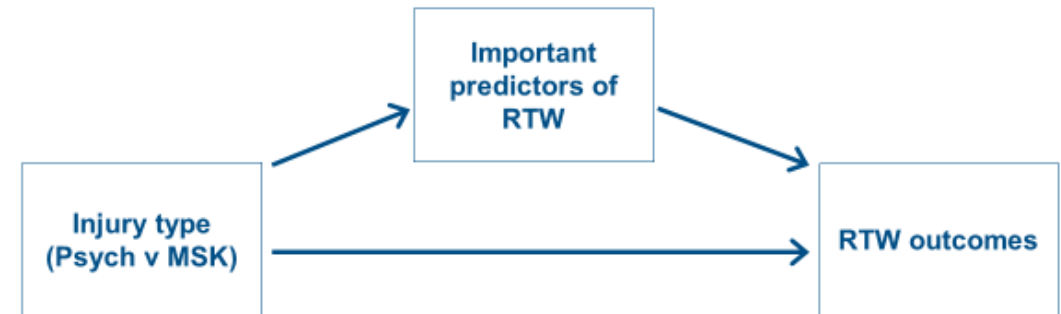 Important
predictors of
RTW
Injury type
(Psych v MSK)
RTW outcomes